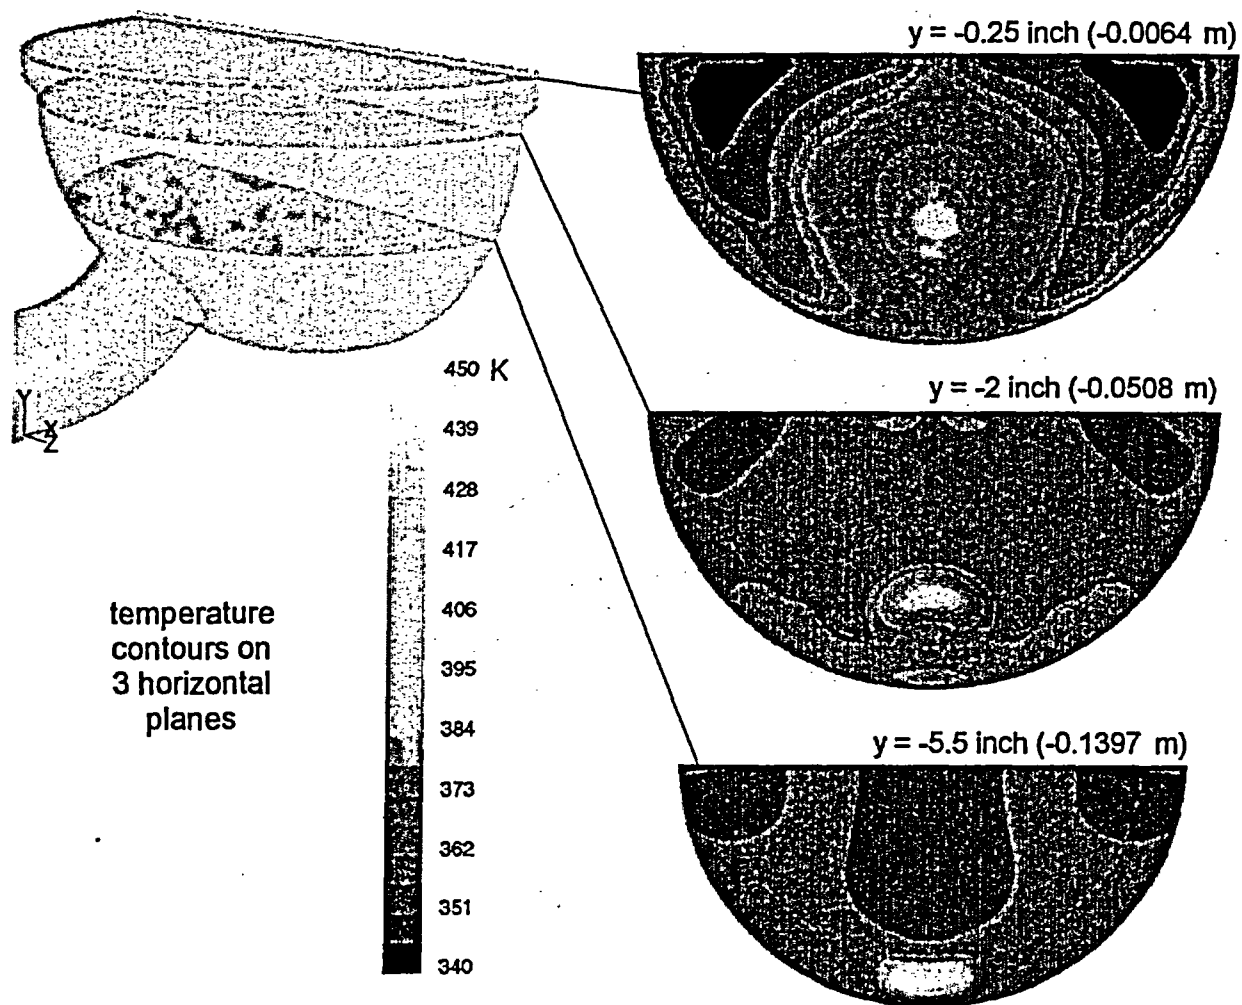 y = -0.25 inch (-0.0064 m)
y = -2 inch (-0.0508 m)
y = -5.5 inch (-0.1397 m)
450 K
439
428
417
406
395
384
373
362
351
340
temperature
contours on
3 horizontal
planes
Y
X
Z